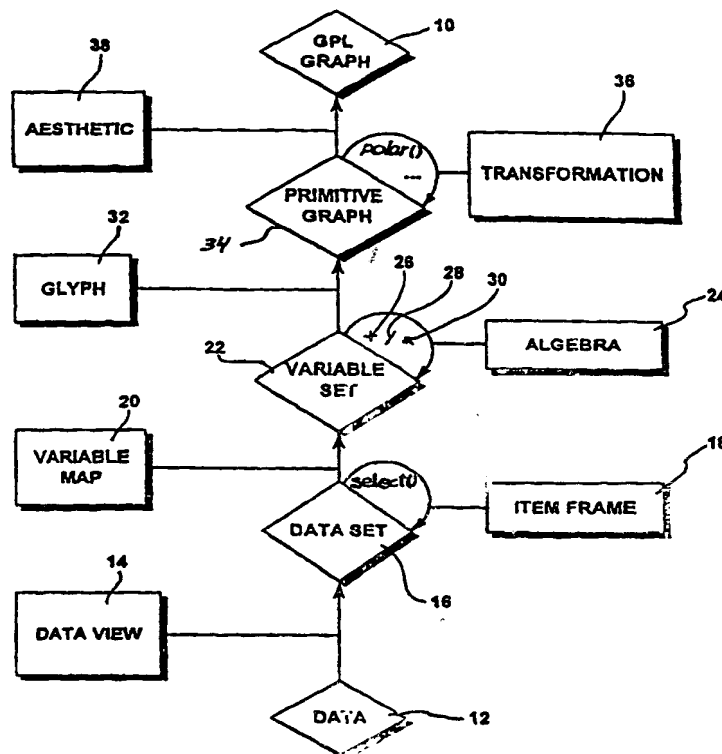 GPL
GRAPH
10
38
AESTHETIC
36
polar()
...
TRANSFORMATION
PRIMITIVE
GRAPH
34
32
GLYPH
26
28
30
+ / *
24
ALGEBRA
22
VARIABLE
SET
20
VARIABLE
MAP
select()
18
ITEM FRAME
DATA SET
16
14
DATA VIEW
DATA
12